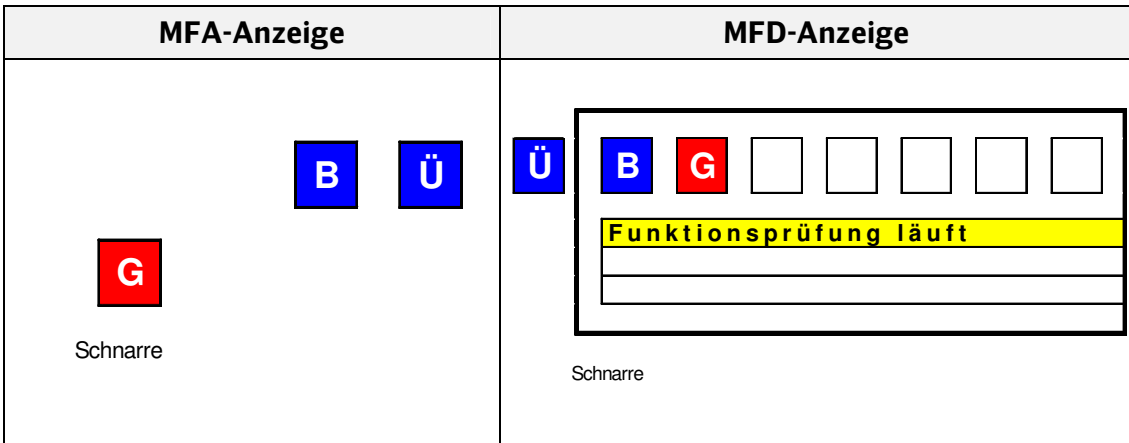 MFA-Anzeige MFD-Anzeige
B Ü Ü B G
Funktionsprüfung läuft
G
Schnarre
Schnarre